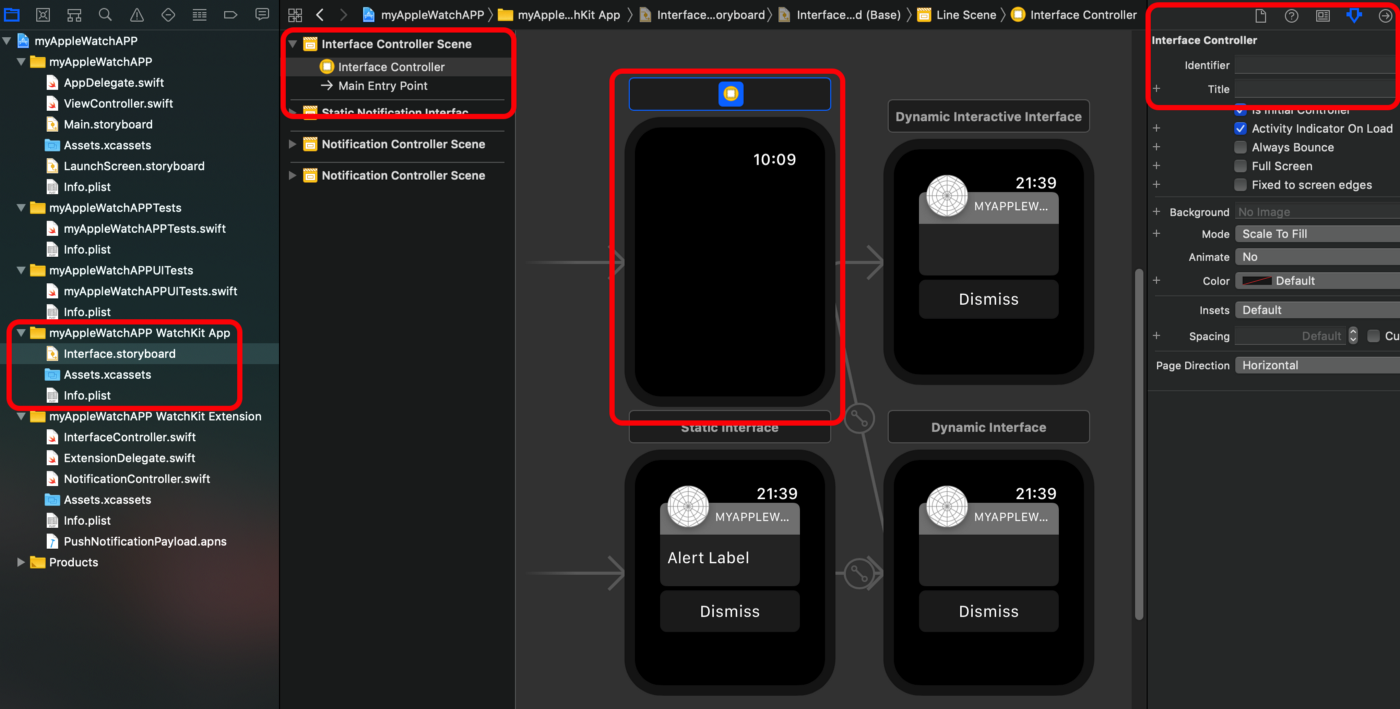 myAppleWatchAPP
myAppleWatchAPP
AppDelegate.swift
ViewController.swift
Main.storyboard
Assets.xcassets
LaunchScreen.storyboard
Info.plist
myAppleWatchAPPTests
myAppleWatchAPPTests.swift
Info.plist
myAppleWatchAPPUITests
myAppleWatchAPPUITests.swift
Info.plist
myAppleWatchAPP WatchKit App
Interface.storyboard
Assets.xcassets
Info.plist
myAppleWatchAPP WatchKit Extension
InterfaceController.swift
ExtensionDelegate.swift
NotificationController.swift
Assets.xcassets
Info.plist
PushNotificationPayload.apns
Products
myAppleWatchAPP
myApple...hKit App
Interface...oryboard
Interface...d (Base)
Line Scene
Interface Controller
Interface Controller Scene
Interface Controller
Main Entry Point
Static Notification Interfac
Notification Controller Scene
Notification Controller Scene
10:09
Dynamic Interactive Interface
21:39
MYAPPLEW...
Dismiss
Static Interface
21:39
MYAPPLEW...
Alert Label
Dismiss
Dynamic Interface
21:39
MYAPPLEW...
Dismiss
Interface Controller
Identifier
Title
Is Initial Controller
Activity Indicator On Load
Always Bounce
Full Screen
Fixed to screen edges
Background No Image
Mode Scale To Fill
Animate No
Color Default
Insets Default
Spacing Default Cu
Page Direction Horizontal